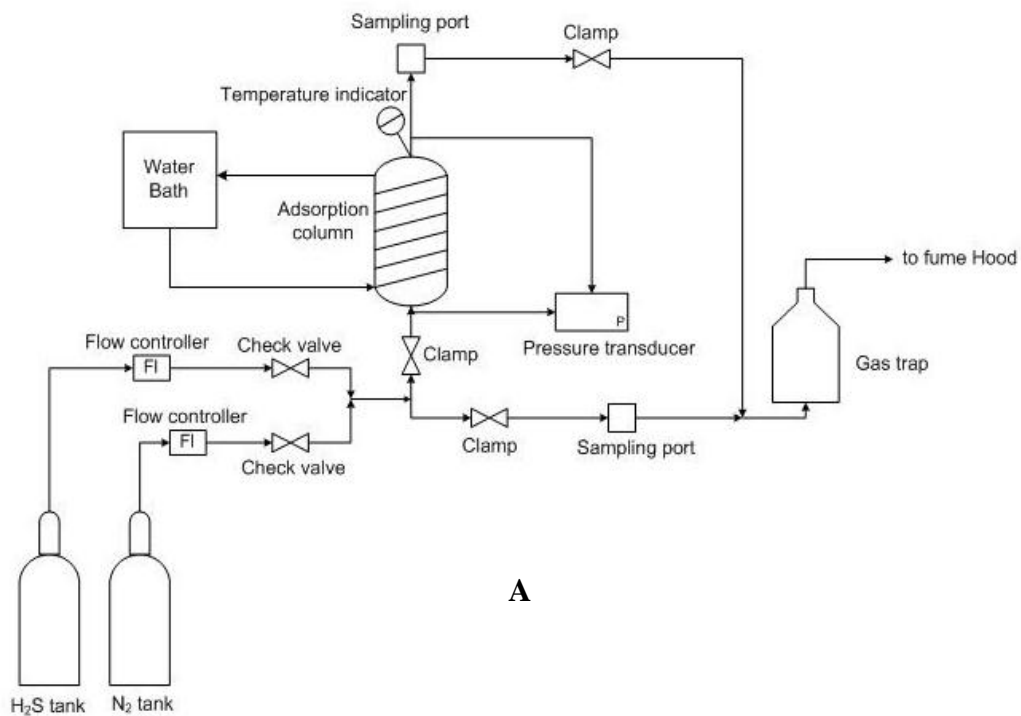 Sampling port
Clamp
Temperature indicator
Water
Bath
Adsorption
column
to fume Hood
P
Pressure transducer
Gas trap
Flow controller
FI
Check valve
Clamp
Flow controller
FI
Check valve
Clamp
Sampling port
A
H₂S tank
N₂ tank